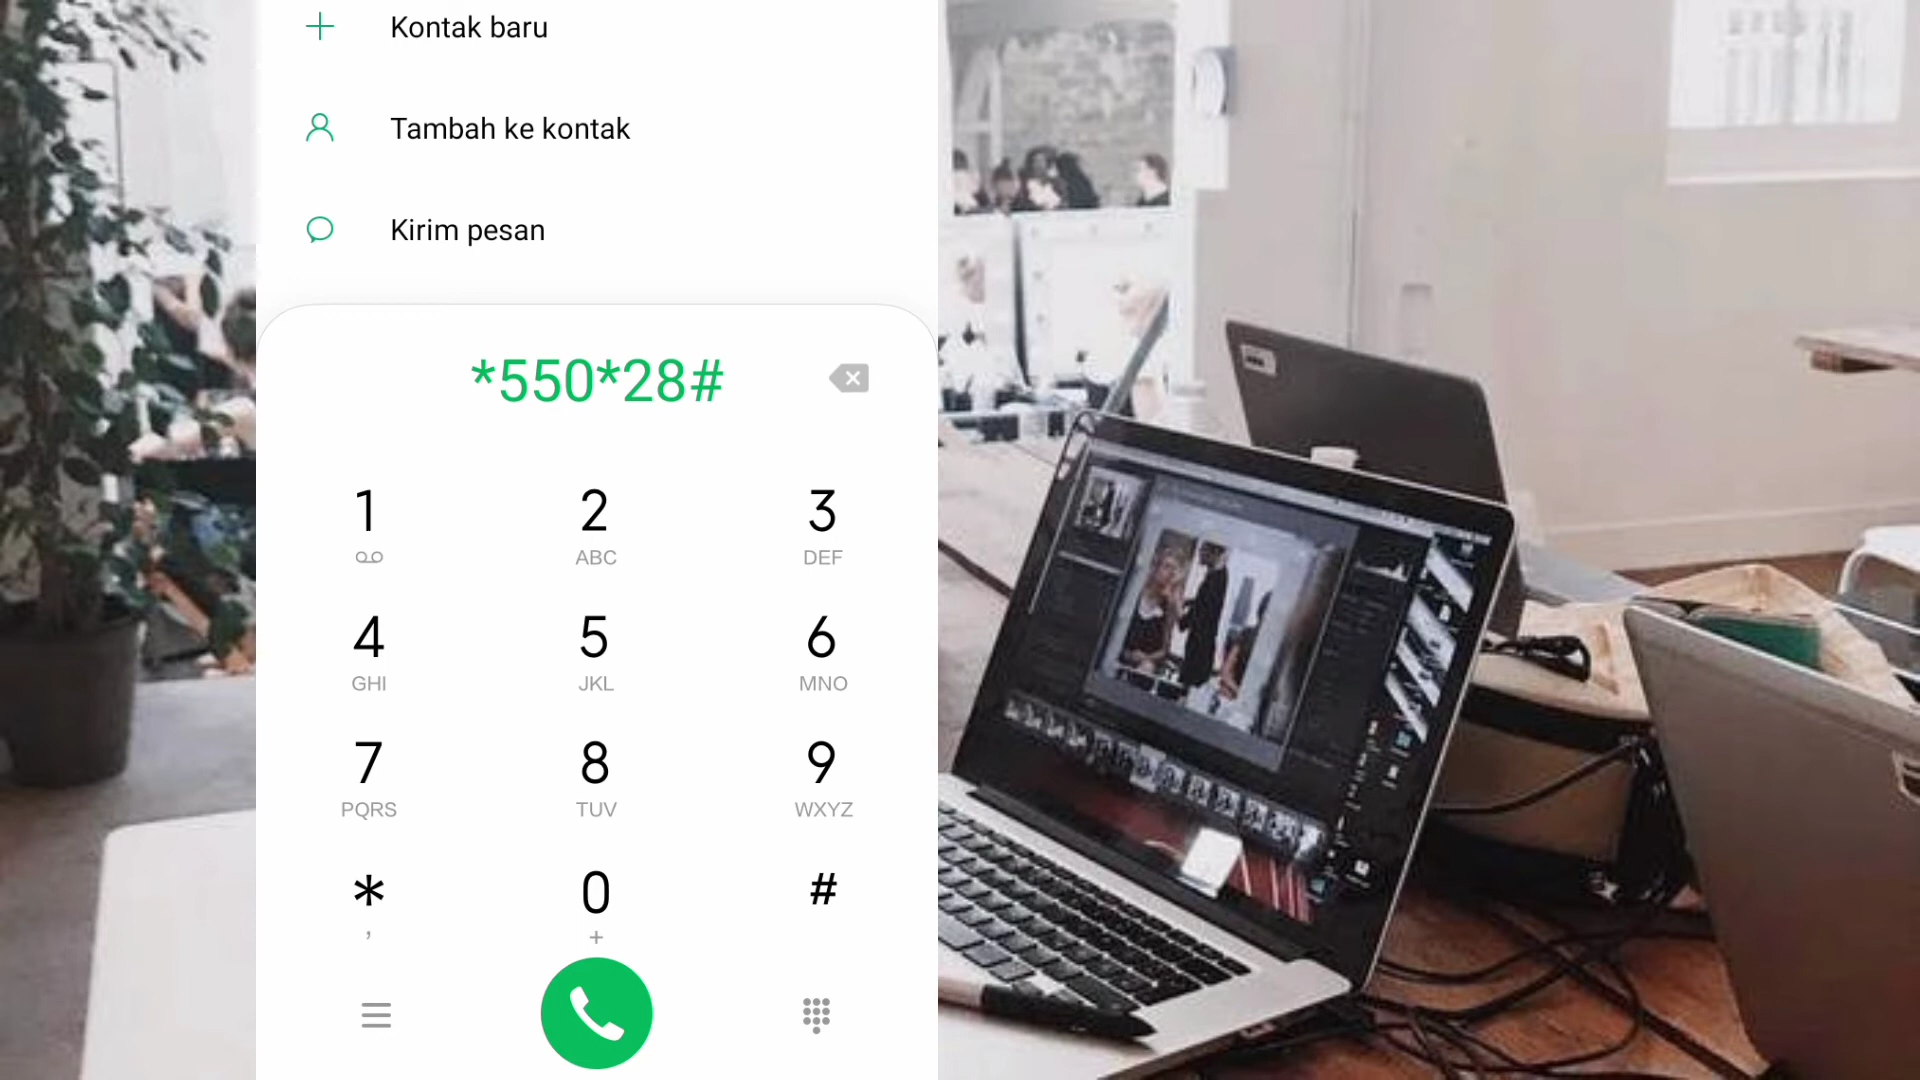 Kontak baru
Tambah ke kontak
Kirim pesan
*550*28#
1 2 3
ABC DEF
4 5 6
GHI JKL MNO
7 8 9
PQRS TUV WXYZ
* 0 #
, +